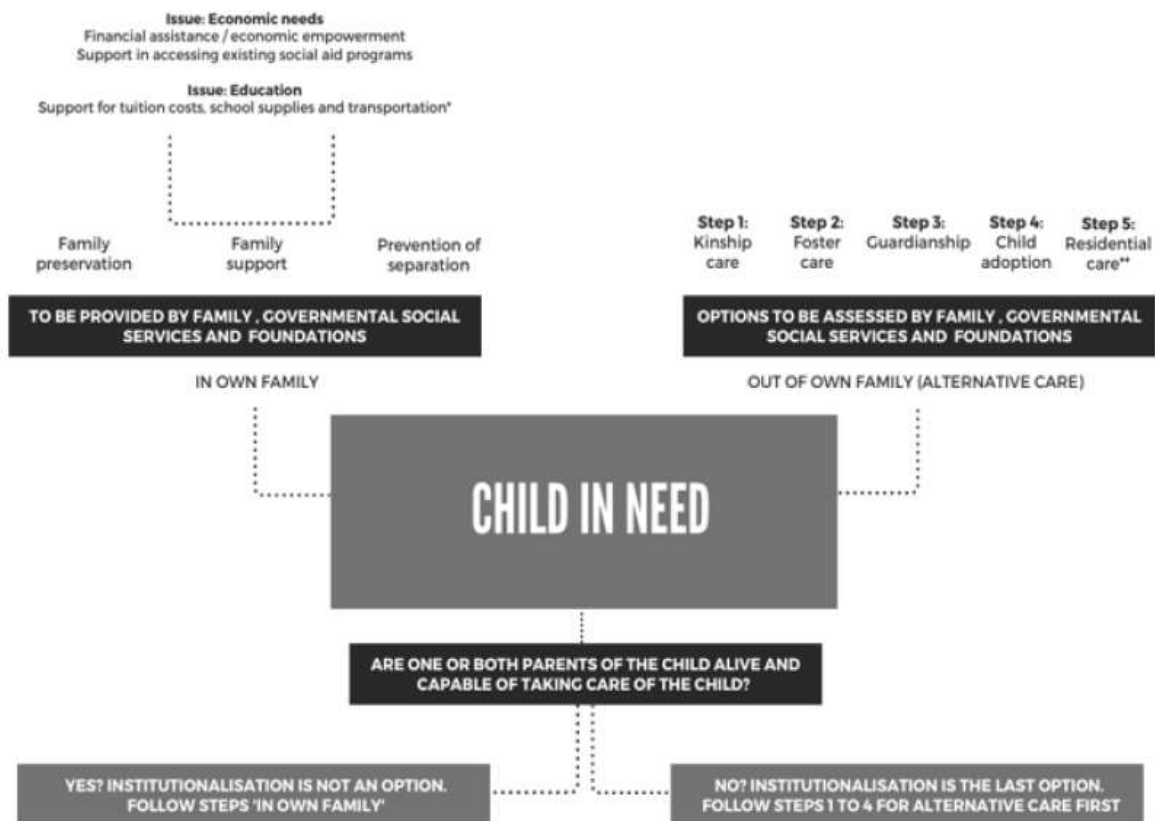 Issue: Economic needs
Financial assistance / economic empowerment
Support in accessing existing social aid programs
Issue: Education
Support for tuition costs, school supplies and transportation*
Family
preservation
Family
support
Prevention of
separation
TO BE PROVIDED BY FAMILY , GOVERNMENTAL SOCIAL
SERVICES AND FOUNDATIONS
IN OWN FAMILY
Step 1:
Kinship
care
Step 2:
Foster
care
Step 3:
Guardianship
Step 4:
Child
adoption
Step 5:
Residential
care**
OPTIONS TO BE ASSESSED BY FAMILY , GOVERNMENTAL
SOCIAL SERVICES AND FOUNDATIONS
OUT OF OWN FAMILY (ALTERNATIVE CARE)
CHILD IN NEED
ARE ONE OR BOTH PARENTS OF THE CHILD ALIVE AND
CAPABLE OF TAKING CARE OF THE CHILD?
YES? INSTITUTIONALISATION IS NOT AN OPTION.
FOLLOW STEPS 'IN OWN FAMILY'
NO? INSTITUTIONALISATION IS THE LAST OPTION.
FOLLOW STEPS 1 TO 4 FOR ALTERNATIVE CARE FIRST